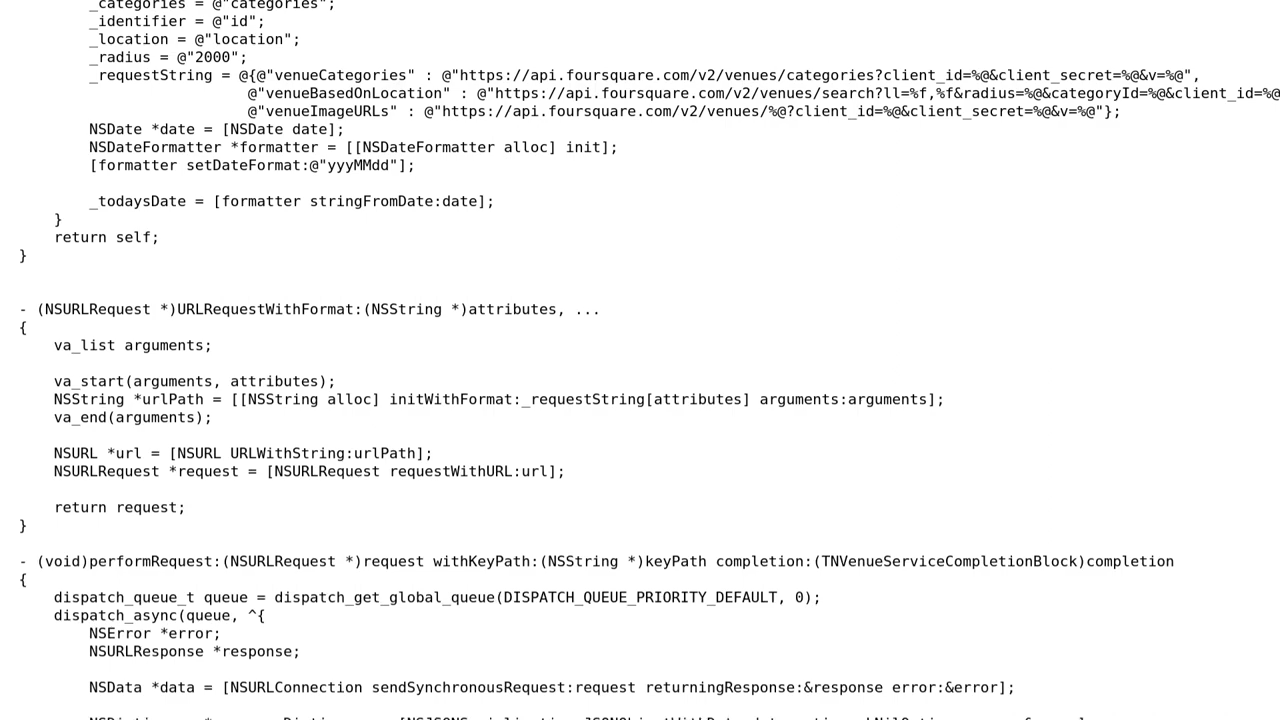 _categories = @"categories";
_identifier = @"id";
_location = @"location";
_radius = @"2000";
_requestString = @{@"venueCategories" : @"https://api.foursquare.com/v2/venues/categories?client_id=%@&client_secret=%@&v=%@",
@"venueBasedOnLocation" : @"https://api.foursquare.com/v2/venues/search?ll=%f,%f&radius=%@&categoryId=%@&client_id=%@
@"venueImageURLs" : @"https://api.foursquare.com/v2/venues/%@?client_id=%@&client_secret=%@&v=%@"};
NSDate *date = [NSDate date];
NSDateFormatter *formatter = [[NSDateFormatter alloc] init];
[formatter setDateFormat:@"yyyMMdd"];
_todaysDate = [formatter stringFromDate:date];
}
return self;
}
- (NSURLRequest *)URLRequestWithFormat:(NSString *)attributes, ...
{
va_list arguments;
va_start(arguments, attributes);
NSString *urlPath = [[NSString alloc] initWithFormat:_requestString[attributes] arguments:arguments];
va_end(arguments);
NSURL *url = [NSURL URLWithString:urlPath];
NSURLRequest *request = [NSURLRequest requestWithURL:url];
return request;
}
- (void)performRequest:(NSURLRequest *)request withKeyPath:(NSString *)keyPath completion:(TNVenueServiceCompletionBlock)completion
{
dispatch_queue_t queue = dispatch_get_global_queue(DISPATCH_QUEUE_PRIORITY_DEFAULT, 0);
dispatch_async(queue, ^{
NSError *error;
NSURLResponse *response;
NSData *data = [NSURLConnection sendSynchronousRequest:request returningResponse:&response error:&error];